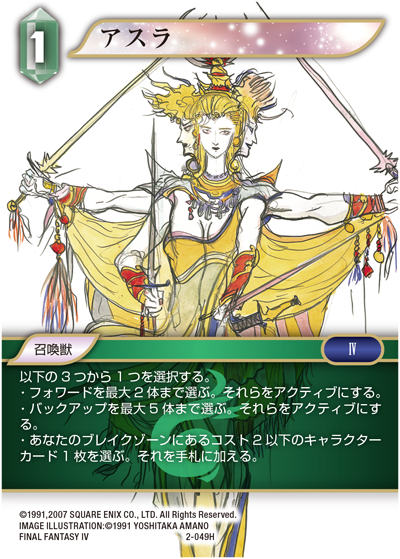 1
アスラ
召喚獣
Ⅳ
以下の3つから1つを選択する。
・フォワードを最大2体まで選ぶ。それらをアクティブにする。
・バックアップを最大5体まで選ぶ。それらをアクティブにす
る。
・あなたのブレイクゾーンにあるコスト2以下のキャラクター
カード1枚を選ぶ。それを手札に加える。
©1991,2007 SQUARE ENIX CO., LTD. All Rights Reserved.
IMAGE ILLUSTRATION:©1991 YOSHITAKA AMANO
FINAL FANTASY IV 2-049H